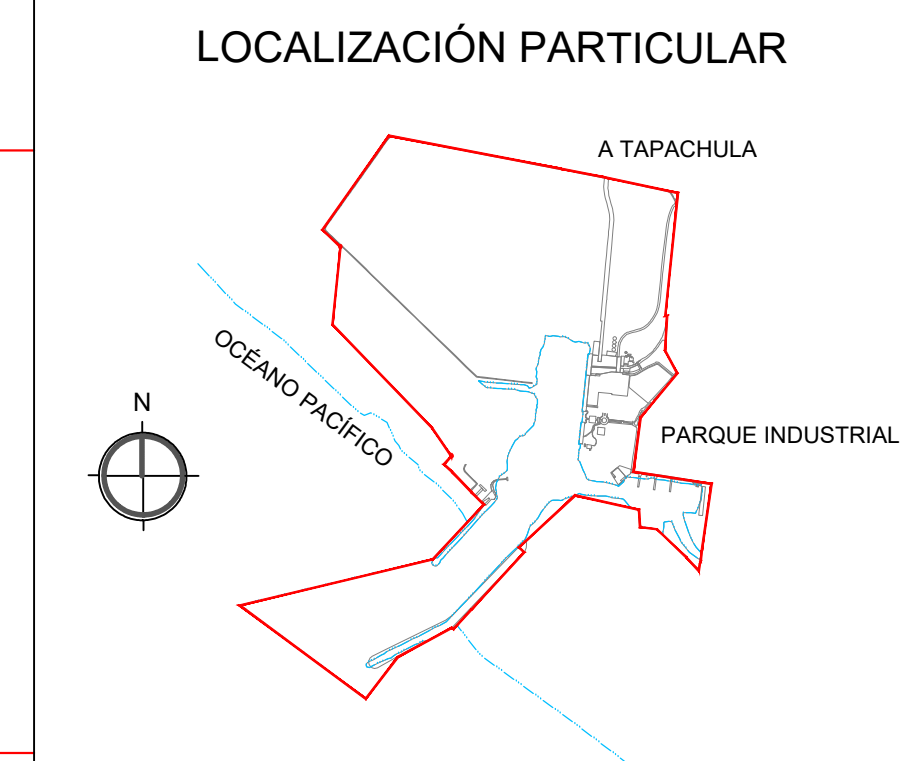 LOCALIZACIÓN PARTICULAR
A TAPACHULA
OCÉANO PACÍFICO
N
PARQUE INDUSTRIAL